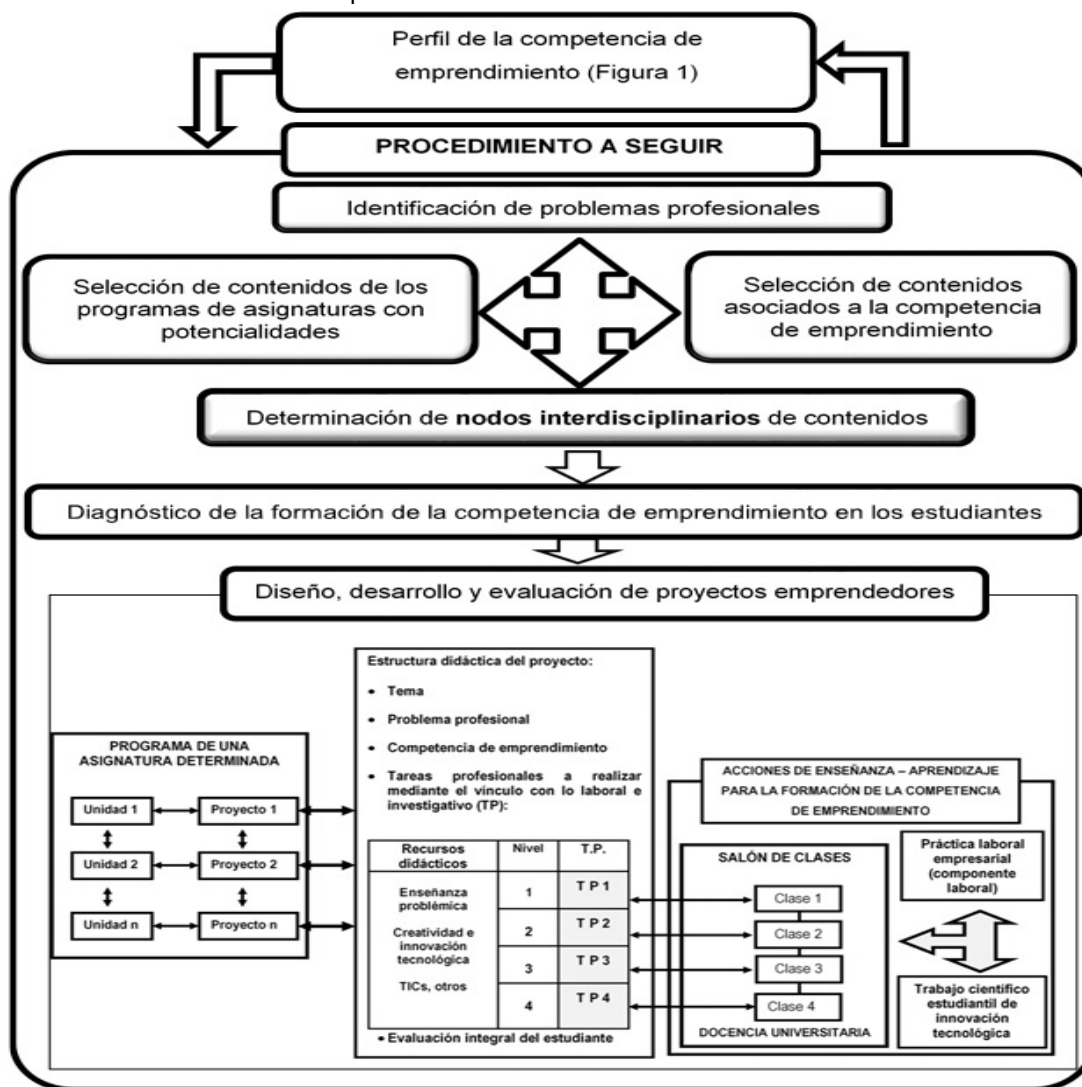 Perfil de la competencia de
emprendimiento (Figura 1)
PROCEDIMIENTO A SEGUIR
Identificación de problemas profesionales
Selección de contenidos de los
programas de asignaturas con
potencialidades
Selección de contenidos
asociados a la competencia
de emprendimiento
Determinación de nodos interdisciplinarios de contenidos
Diagnóstico de la formación de la competencia de emprendimiento en los estudiantes
Diseño, desarrollo y evaluación de proyectos emprendedores
PROGRAMA DE UNA
ASIGNATURA DETERMINADA
Unidad 1
Proyecto 1
Unidad 2
Proyecto 2
Unidad n
Proyecto n
Estructura didáctica del proyecto:
• Tema
• Problema profesional
• Competencia de emprendimiento
• Tareas profesionales a realizar
mediante el vínculo con lo laboral e
investigativo (TP):
Recursos
didácticos
Nivel
T.P.
Enseñanza
problémica
Creatividad e
innovación
tecnológica
TICs, otros
1
T P 1
2
T P 2
3
T P 3
4
T P 4
• Evaluación integral del estudiante
ACCIONES DE ENSEÑANZA – APRENDIZAJE
PARA LA FORMACIÓN DE LA COMPETENCIA
DE EMPRENDIMIENTO
SALÓN DE CLASES
Clase 1
Clase 2
Clase 3
Clase 4
DOCENCIA UNIVERSITARIA
Práctica laboral
empresarial
(componente
laboral)
Trabajo científico
estudiantil de
innovación
tecnológica